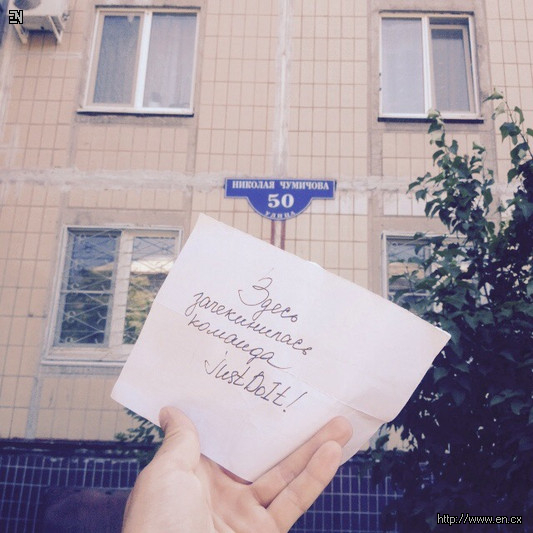 EN
НИКОЛАЯ ЧУМИЧОВА
50
УЛИЦА
Здесь
зачекинилась
команда
justDoIt!
http://www.en.cx